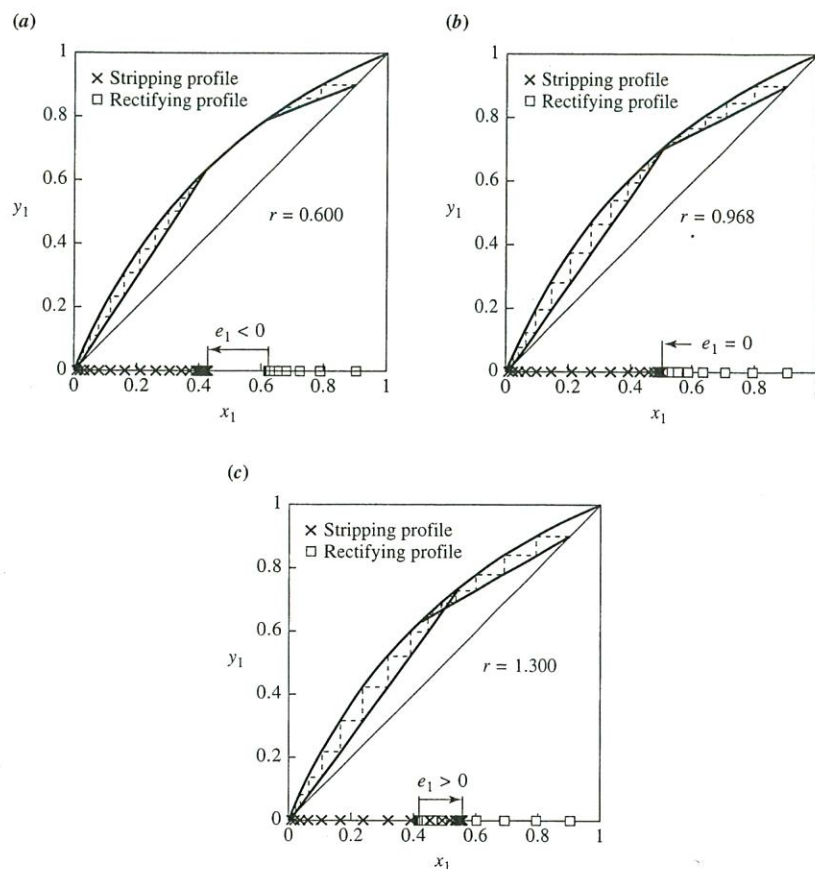 (a)
1
× Stripping profile
□ Rectifying profile
0.8
0.6
y1
r = 0.600
0.4
0.2
e1 < 0
0
0 0.2 0.4 0.6 0.8 1
x1
(b)
1
× Stripping profile
□ Rectifying profile
0.8
0.6
y1
r = 0.968
0.4
0.2
e1 = 0
0
0 0.2 0.4 0.6 0.8
x1
(c)
1
× Stripping profile
□ Rectifying profile
0.8
0.6
y1
r = 1.300
0.4
0.2
e1 > 0
0
0 0.2 0.4 0.6 0.8 1
x1